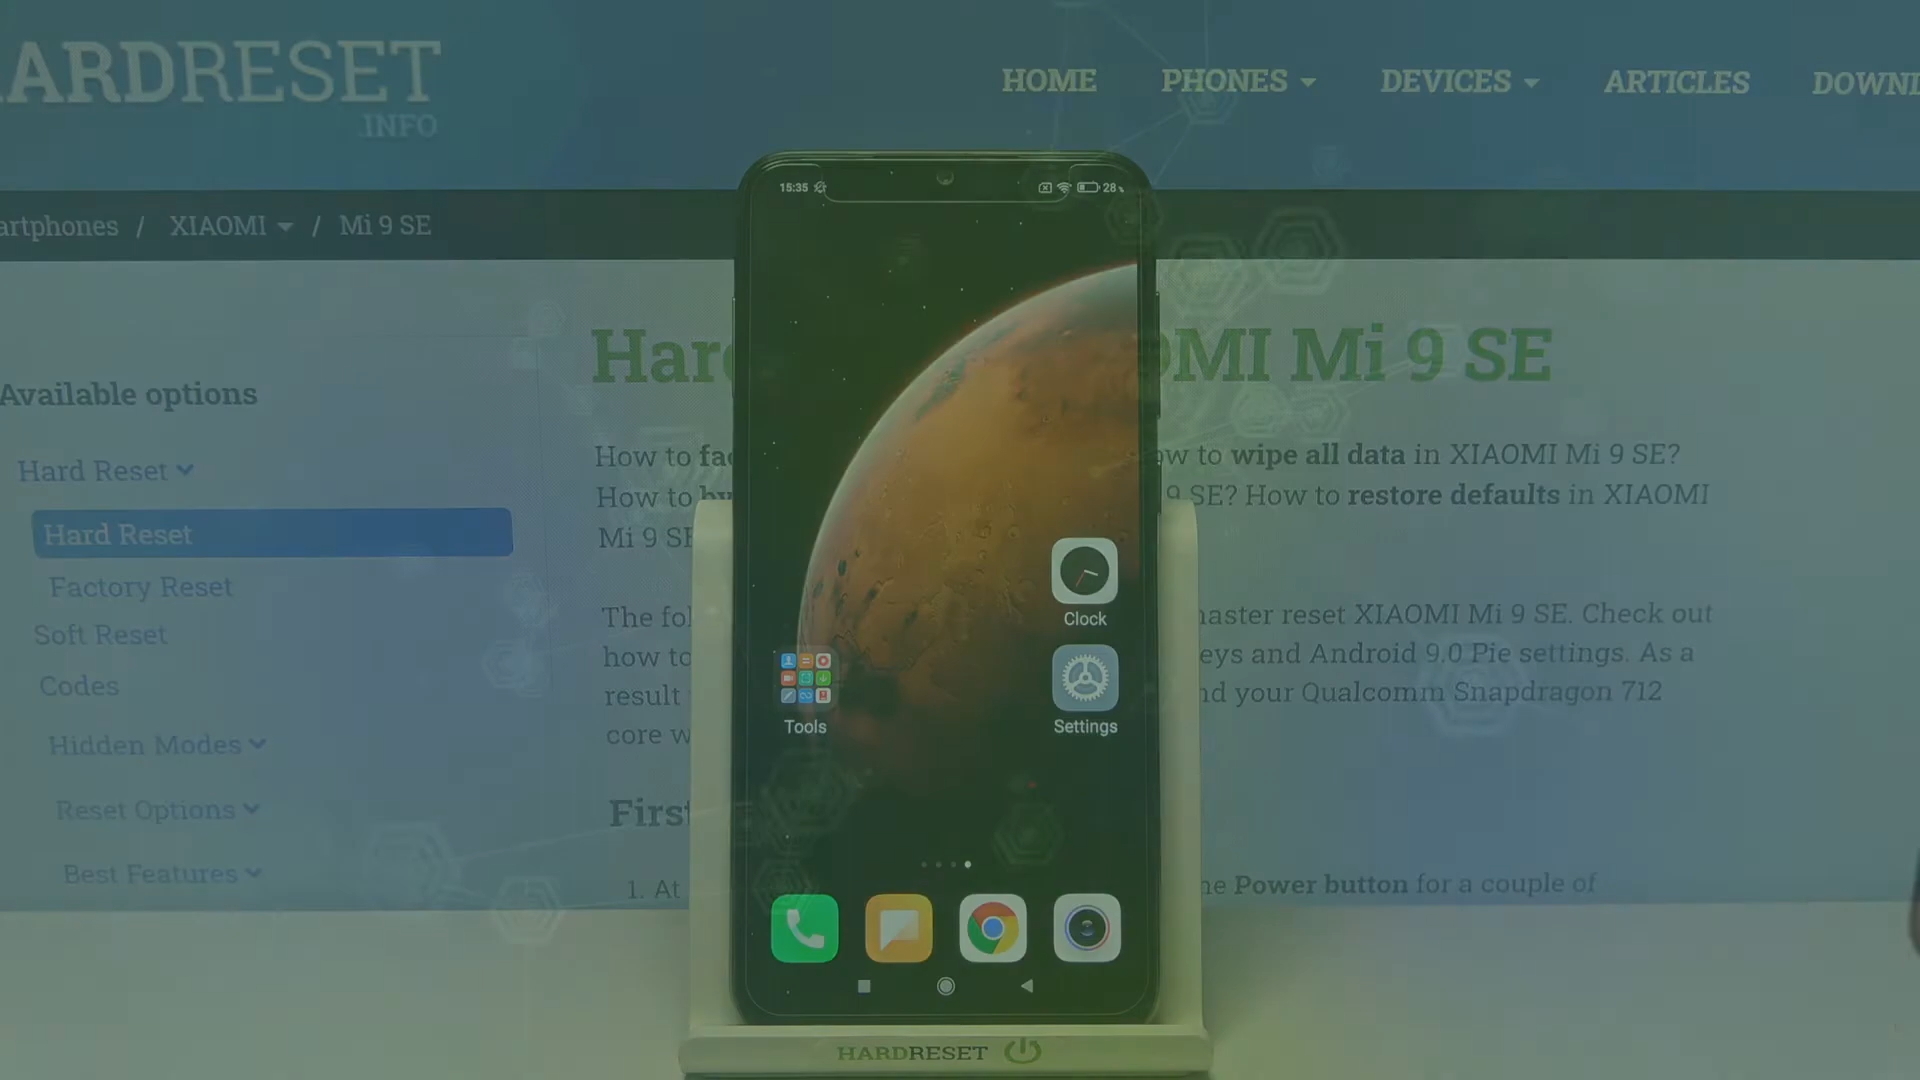 HARDRESET
.INFO
HOME PHONES DEVICES ARTICLES DOWNL
artphones / XIAOMI / Mi 9 SE
15:35 28
Available options
Hard Reset
Hard Reset
Factory Reset
Soft Reset
Codes
Hidden Modes
Reset Options
Best Features
Har OMI Mi 9 SE
How to fac ow to wipe all data in XIAOMI Mi 9 SE?
How to by 9 SE? How to restore defaults in XIAOMI
Mi 9 SE
The fol master reset XIAOMI Mi 9 SE. Check out
how to eys and Android 9.0 Pie settings. As a
result nd your Qualcomm Snapdragon 712
core w
First
1. At he Power button for a couple of
Clock
Tools Settings
HARDRESET